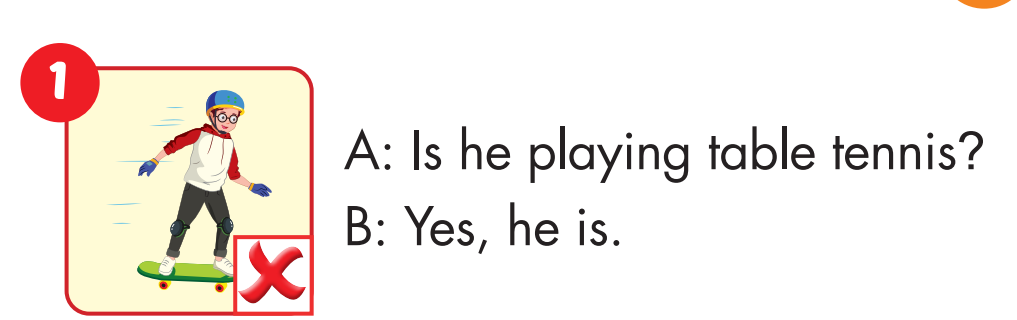 1
A: Is he playing table tennis?
B: Yes, he is.